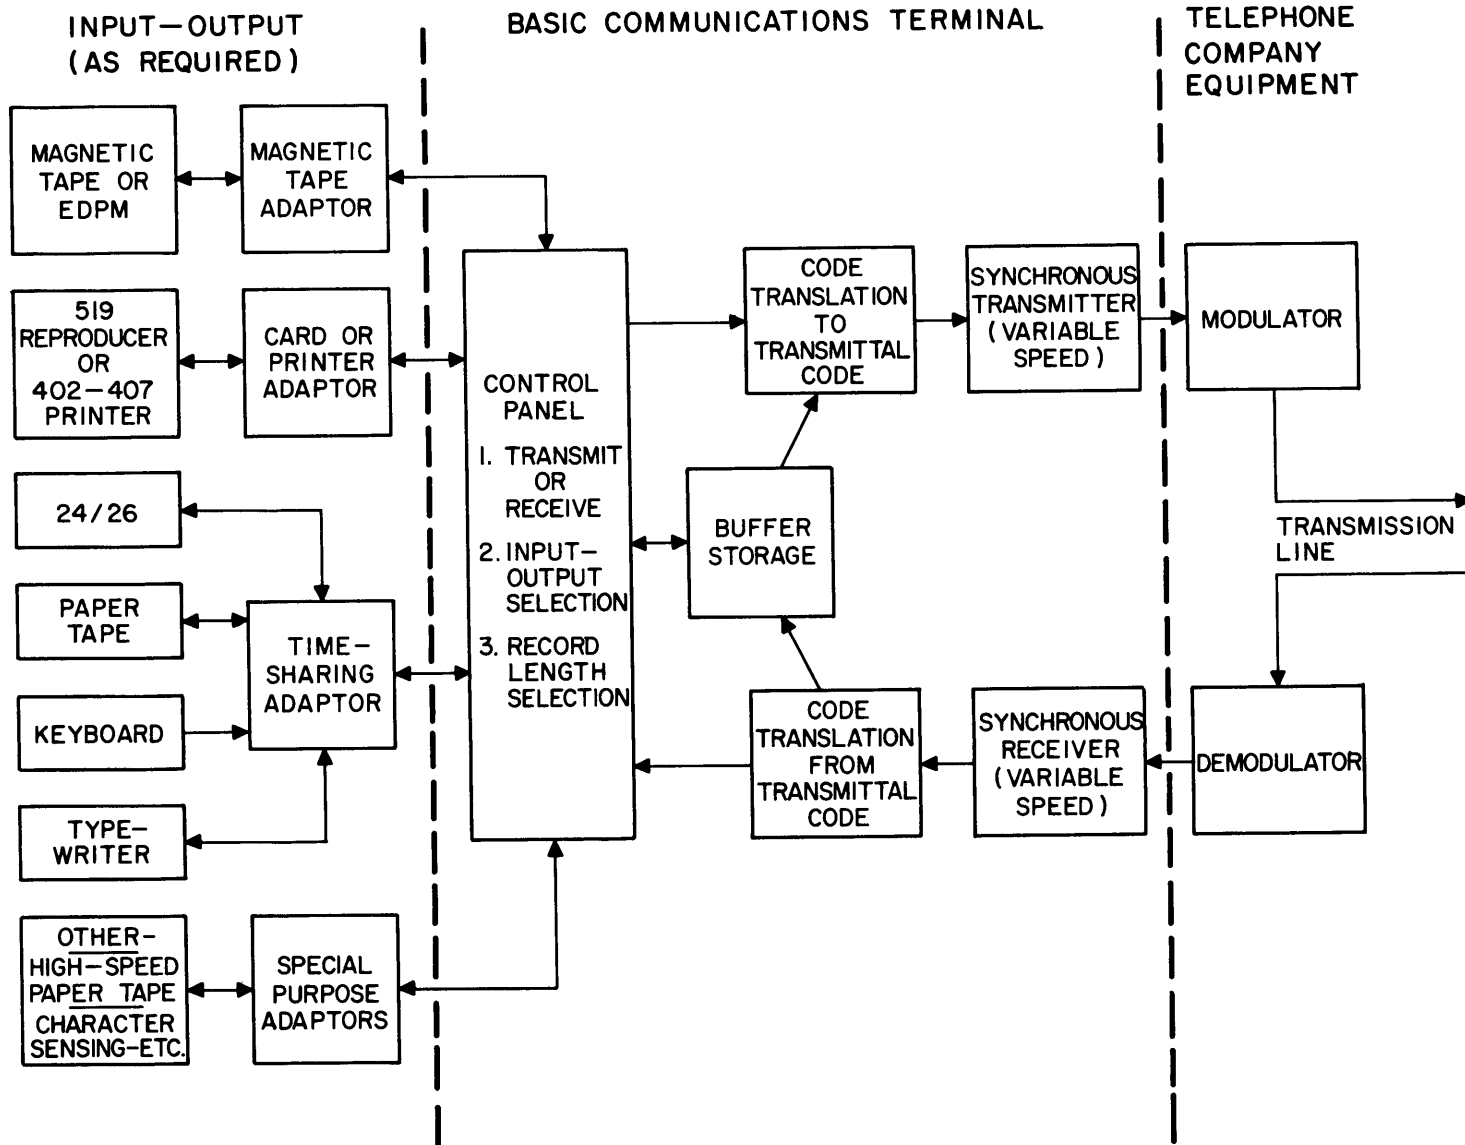 INPUT—OUTPUT
(AS REQUIRED)
BASIC COMMUNICATIONS TERMINAL
TELEPHONE
COMPANY
EQUIPMENT
MAGNETIC
TAPE OR
EDPM
MAGNETIC
TAPE
ADAPTOR
519
REPRODUCER
OR
402—407
PRINTER
CARD OR
PRINTER
ADAPTOR
24/26
PAPER
TAPE
KEYBOARD
TYPE—
WRITER
TIME—
SHARING
ADAPTOR
OTHER—
HIGH—SPEED
PAPER TAPE
CHARACTER
SENSING—ETC.
SPECIAL
PURPOSE
ADAPTORS
CONTROL
PANEL
1. TRANSMIT
OR
RECEIVE
2. INPUT—
OUTPUT
SELECTION
3. RECORD
LENGTH
SELECTION
CODE
TRANSLATION
TO
TRANSMITTAL
CODE
SYNCHRONOUS
TRANSMITTER
(VARIABLE
SPEED)
MODULATOR
BUFFER
STORAGE
TRANSMISSION
LINE
CODE
TRANSLATION
FROM
TRANSMITTAL
CODE
SYNCHRONOUS
RECEIVER
(VARIABLE
SPEED)
DEMODULATOR